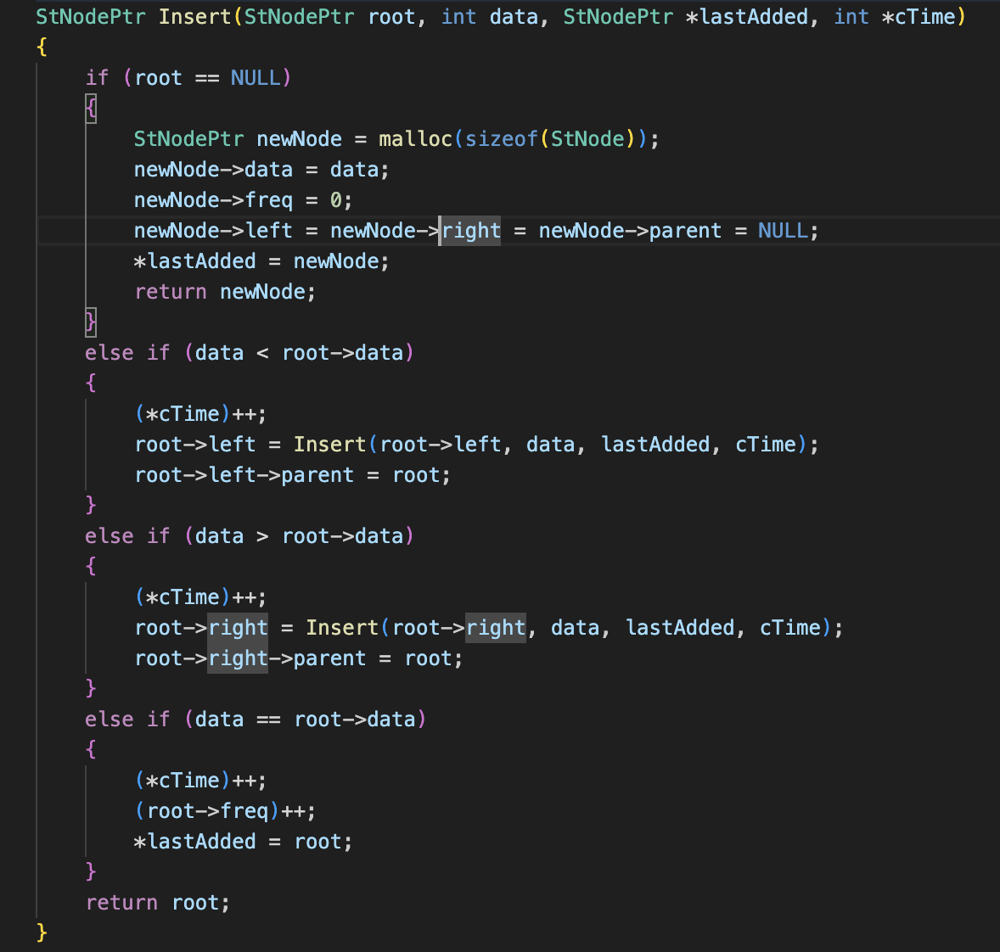 StNodePtr Insert(StNodePtr root, int data, StNodePtr *lastAdded, int *cTime)
{
    if (root == NULL)
    {
        StNodePtr newNode = malloc(sizeof(StNode));
        newNode->data = data;
        newNode->freq = 0;
        newNode->left = newNode->right = newNode->parent = NULL;
        *lastAdded = newNode;
        return newNode;
    }
    else if (data < root->data)
    {
        (*cTime)++;
        root->left = Insert(root->left, data, lastAdded, cTime);
        root->left->parent = root;
    }
    else if (data > root->data)
    {
        (*cTime)++;
        root->right = Insert(root->right, data, lastAdded, cTime);
        root->right->parent = root;
    }
    else if (data == root->data)
    {
        (*cTime)++;
        (root->freq)++;
        *lastAdded = root;
    }
    return root;
}